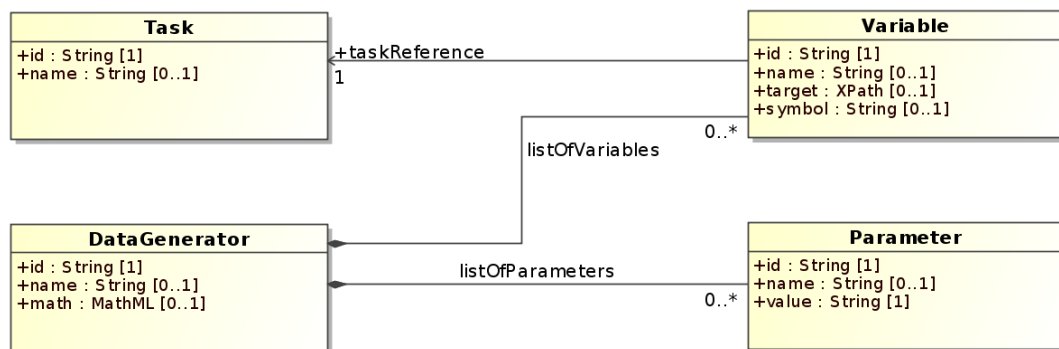 Task
+id : String [1]
+name : String [0..1]
+taskReference
1
Variable
+id : String [1]
+name : String [0..1]
+target : XPath [0..1]
+symbol : String [0..1]
0..*
listOfVariables
DataGenerator
+id : String [1]
+name : String [0..1]
+math : MathML [0..1]
listOfParameters
0..*
Parameter
+id : String [1]
+name : String [0..1]
+value : String [1]